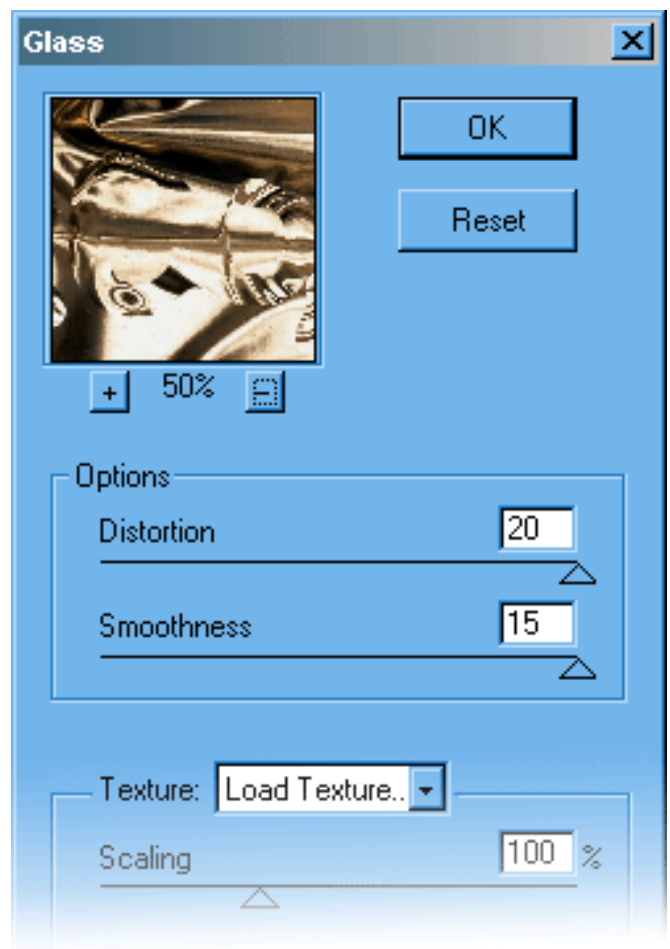 Glass
OK
Reset
+ 50% -
Options
Distortion 20
Smoothness 15
Texture: Load Texture..
Scaling 100 %